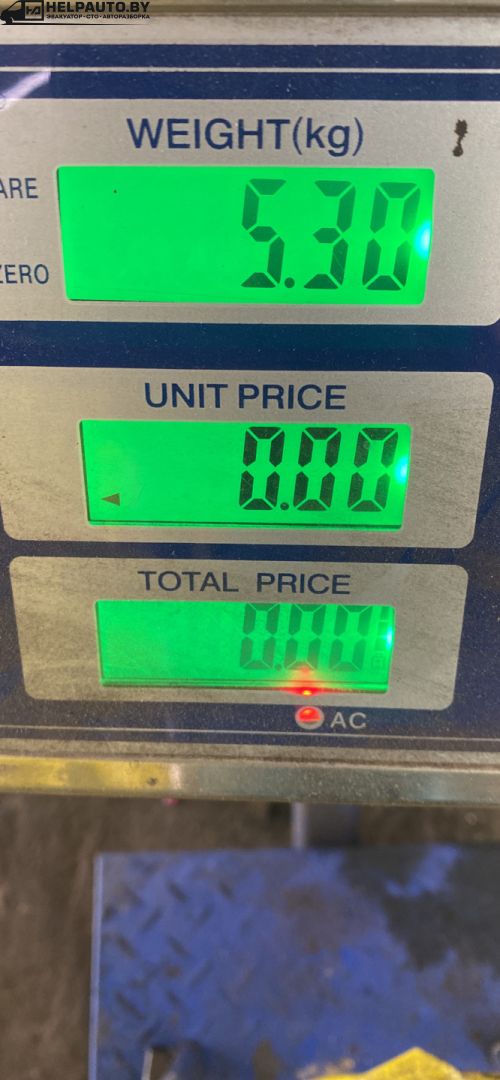 HELPAUTO.BY
ЭВАКУАТОР·СТО·АВТОРАЗБОРКА
WEIGHT(kg)
ARE
5.30
ZERO
UNIT PRICE
0.00
TOTAL PRICE
0.00
AC